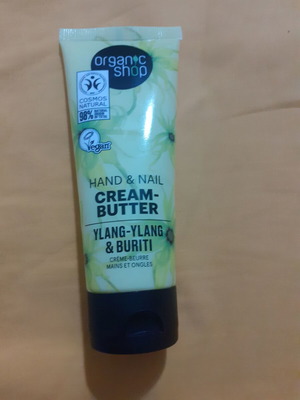 organic
shop
COSMOS
NATURAL
98%
vegan
HAND & NAIL
CREAM-
BUTTER
YLANG-YLANG
& BURITI
CRÈME-BEURRE
MAINS ET ONGLES